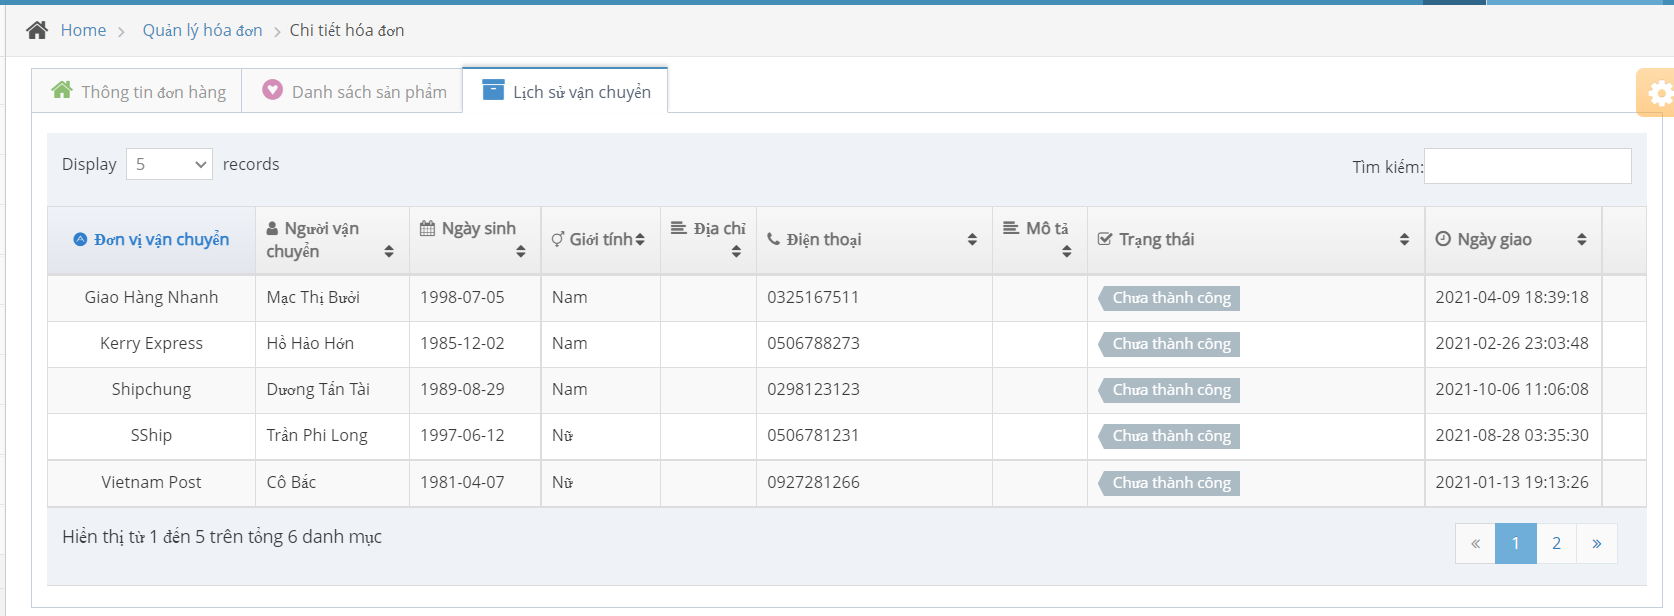 Home > Quản lý hóa đơn > Chi tiết hóa đơn
Thông tin đơn hàng Danh sách sản phẩm Lịch sử vận chuyển
Display 5 records Tìm kiếm:
Đơn vị vận chuyển Người vận chuyển Ngày sinh Giới tính Địa chỉ Điện thoại Mô tả Trạng thái Ngày giao
Giao Hàng Nhanh Mạc Thị Bưởi 1998-07-05 Nam 0325167511 Chưa thành công 2021-04-09 18:39:18
Kerry Express Hồ Hảo Hớn 1985-12-02 Nam 0506788273 Chưa thành công 2021-02-26 23:03:48
Shipchung Dương Tấn Tài 1989-08-29 Nam 0298123123 Chưa thành công 2021-10-06 11:06:08
SShip Trần Phi Long 1997-06-12 Nữ 0506781231 Chưa thành công 2021-08-28 03:35:30
Vietnam Post Cô Bắc 1981-04-07 Nữ 0927281266 Chưa thành công 2021-01-13 19:13:26
Hiển thị từ 1 đến 5 trên tổng 6 danh mục « 1 2 »